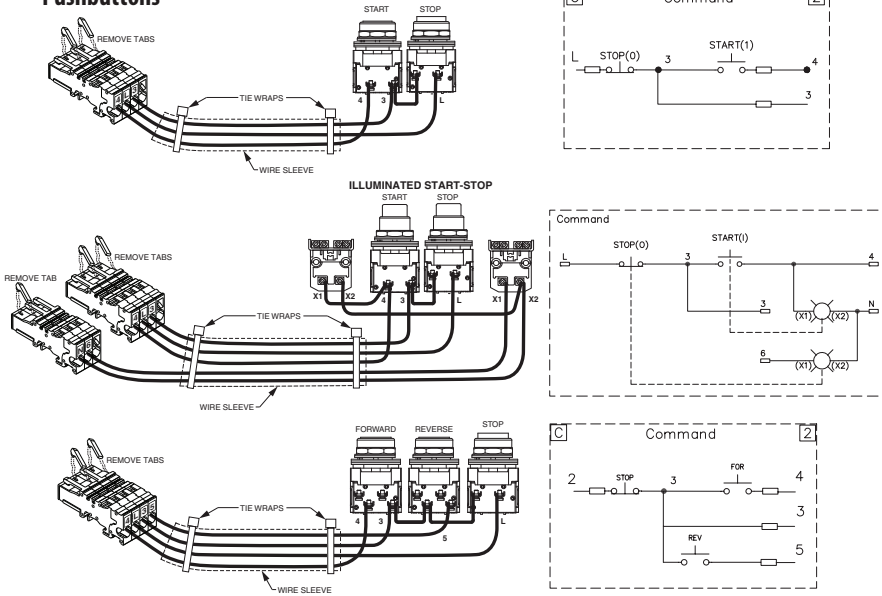 Pushbuttons
START STOP
REMOVE TABS
TIE WRAPS
4 3 L
WIRE SLEEVE
C Command 2
L STOP(0) 3 START(1) 4
3
ILLUMINATED START-STOP
START STOP
REMOVE TABS
REMOVE TAB
X1 X2 4 3 L X1 X2
TIE WRAPS
WIRE SLEEVE
Command
L STOP(0) 3 START(I) 4
3 (X1) (X2) N
6 (X1) (X2)
FORWARD REVERSE STOP
REMOVE TABS
TIE WRAPS
4 3 5 L
WIRE SLEEVE
C Command 2
2 STOP 3 FOR 4
3
REV 5